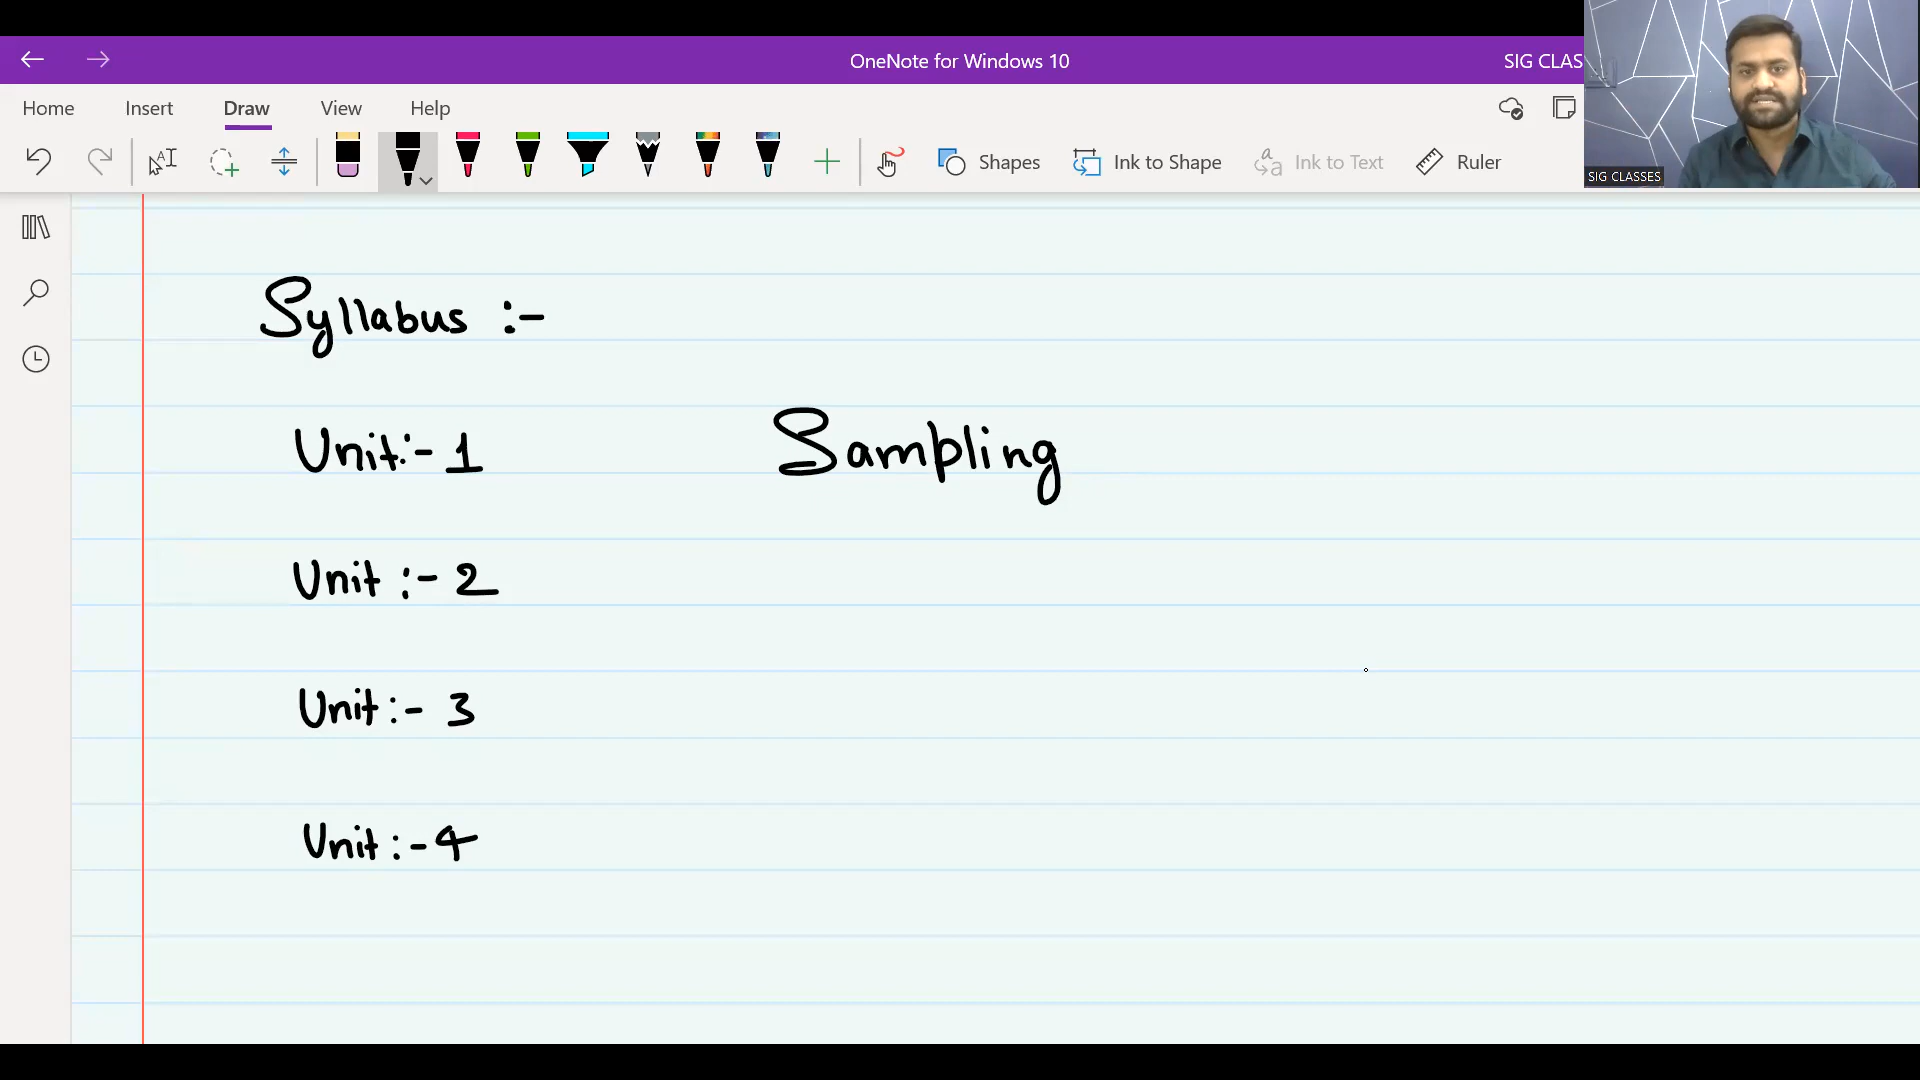 OneNote for Windows 10 SIG CLAS
Home Insert Draw View Help
Shapes Ink to Shape Ink to Text Ruler
SIG CLASSES
Syllabus :-
Unit:- 1 Sampling
Unit :- 2
Unit :- 3
Unit :- 4